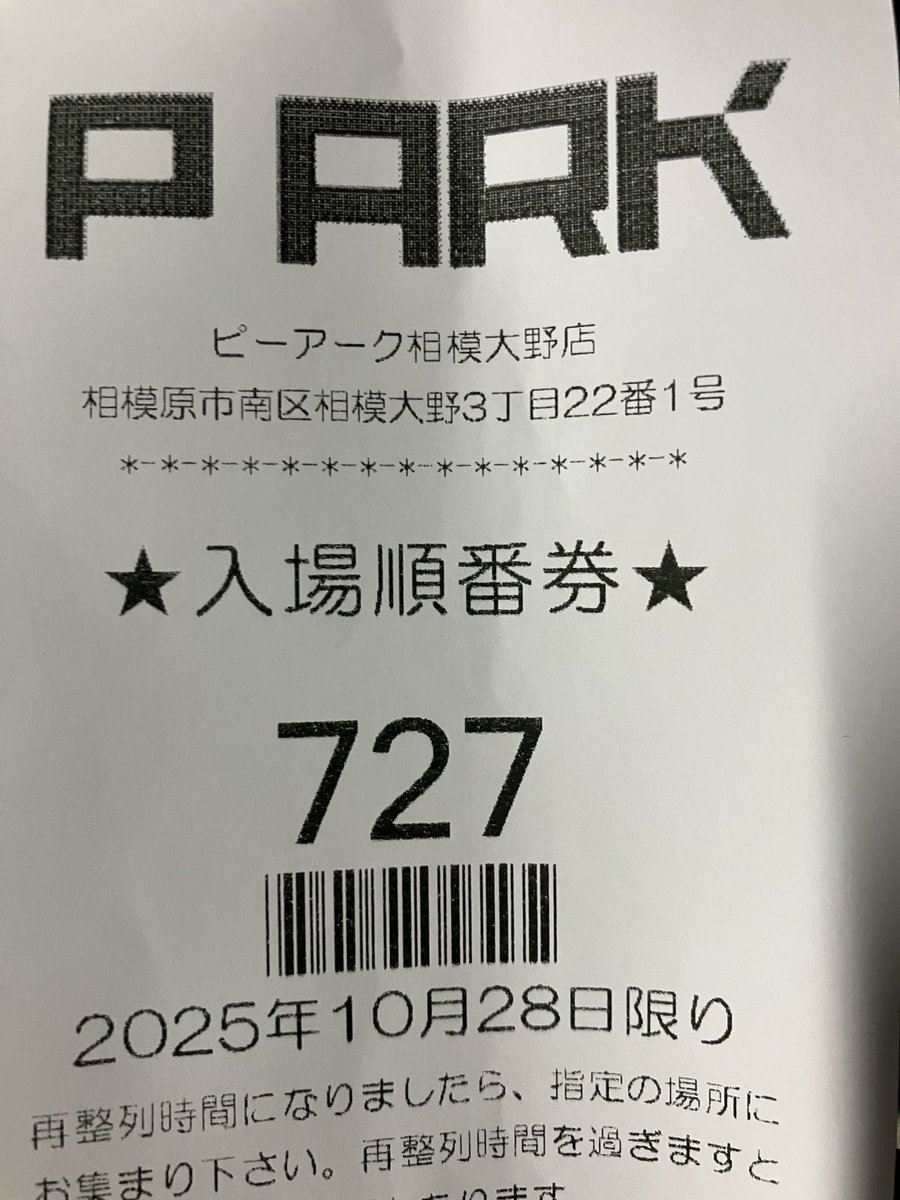 P ARK
ピーアーク相模大野店
相模原市南区相模大野3丁目22番1号
*-*-*-*-*-*-*-*-*-*-*-*-*-*-*
★入場順番券★
727
2025年10月28日限り
再整列時間になりましたら、指定の場所に
お集まり下さい。再整列時間を過ぎますと
あります